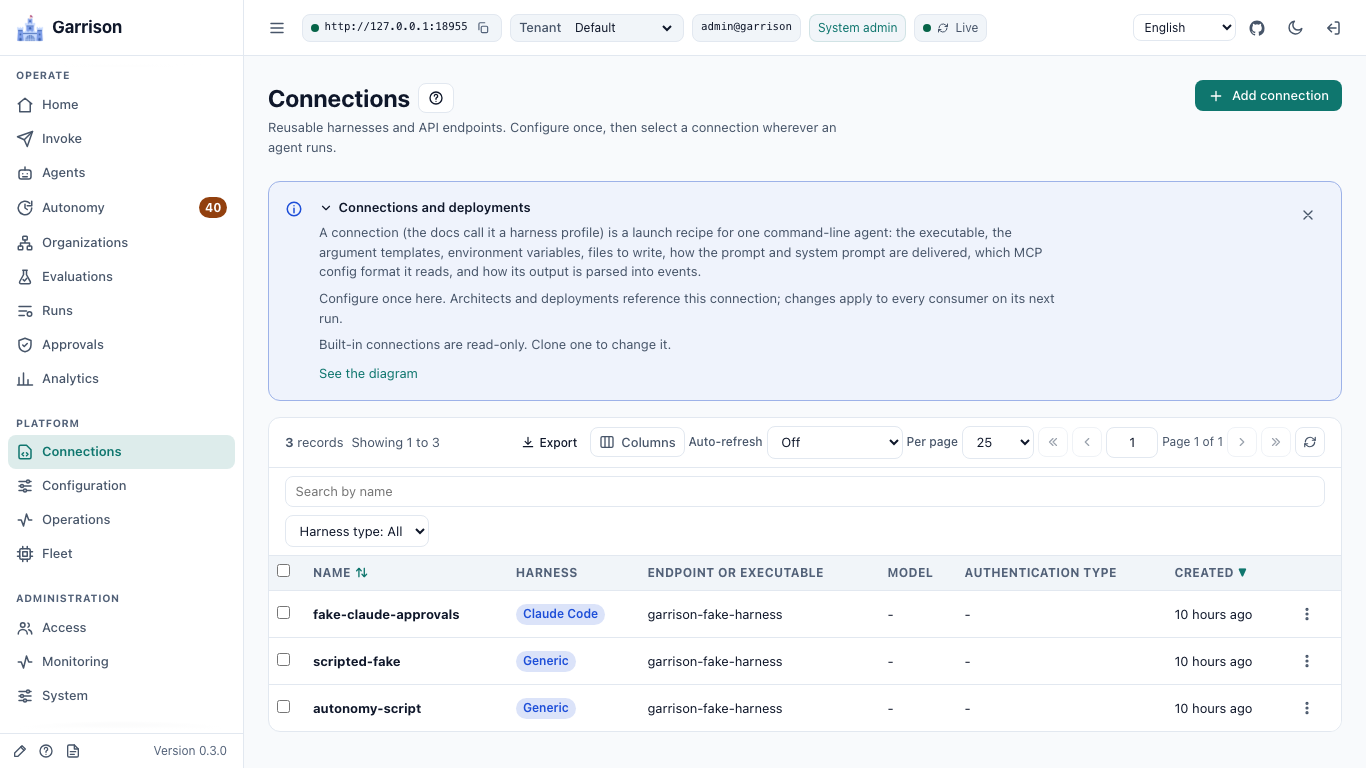 Garrison
http://127.0.0.1:18955
Tenant Default
admin@garrison
System admin
Live
English
OPERATE
Home
Invoke
Agents
Autonomy 40
Organizations
Evaluations
Runs
Approvals
Analytics
PLATFORM
Connections
Configuration
Operations
Fleet
ADMINISTRATION
Access
Monitoring
System
Version 0.3.0
Connections
Add connection
Reusable harnesses and API endpoints. Configure once, then select a connection wherever an
agent runs.
Connections and deployments
A connection (the docs call it a harness profile) is a launch recipe for one command-line agent: the executable, the
argument templates, environment variables, files to write, how the prompt and system prompt are delivered, which MCP
config format it reads, and how its output is parsed into events.
Configure once here. Architects and deployments reference this connection; changes apply to every consumer on its next
run.
Built-in connections are read-only. Clone one to change it.
See the diagram
3 records Showing 1 to 3 Export Columns Auto-refresh Off Per page 25 1 Page 1 of 1
Search by name
Harness type: All
NAME HARNESS ENDPOINT OR EXECUTABLE MODEL AUTHENTICATION TYPE CREATED
fake-claude-approvals Claude Code garrison-fake-harness - - 10 hours ago
scripted-fake Generic garrison-fake-harness - - 10 hours ago
autonomy-script Generic garrison-fake-harness - - 10 hours ago